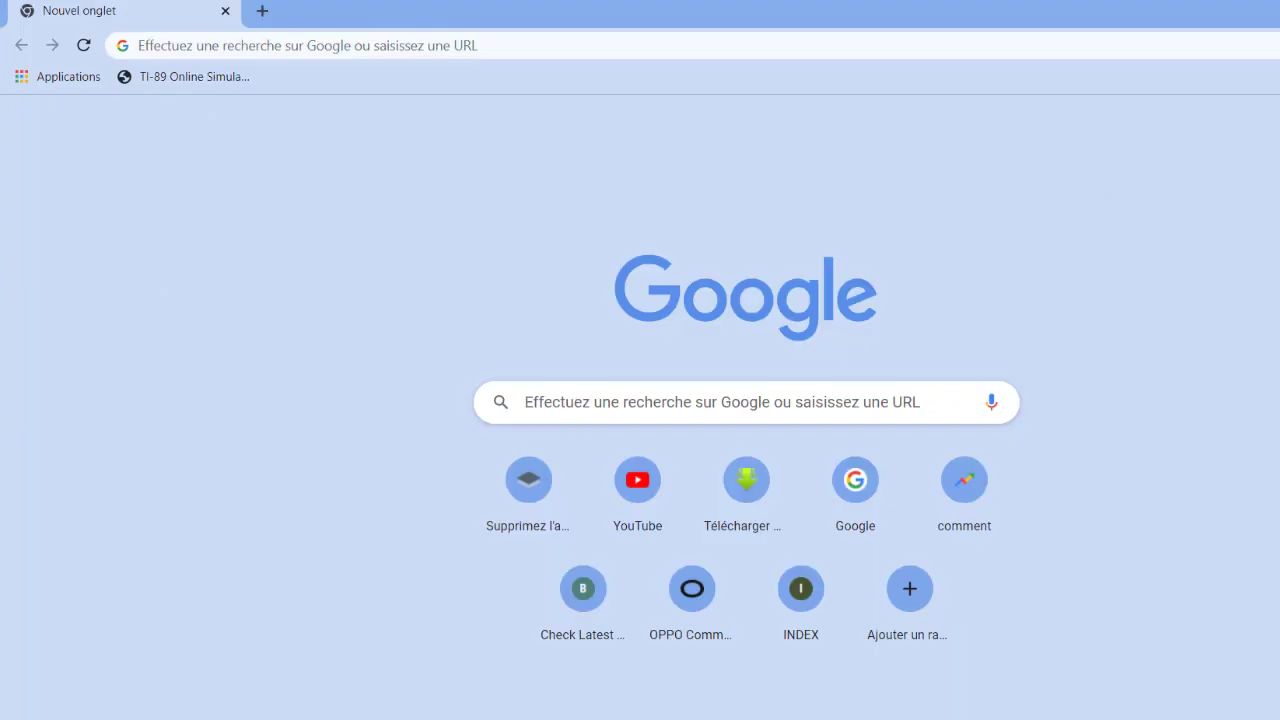 Nouvel onglet
Effectuez une recherche sur Google ou saisissez une URL
Applications TI-89 Online Simula...
Google
Effectuez une recherche sur Google ou saisissez une URL
Supprimez l'a... YouTube Télécharger ... Google comment
B I
Check Latest ... OPPO Comm... INDEX Ajouter un ra...